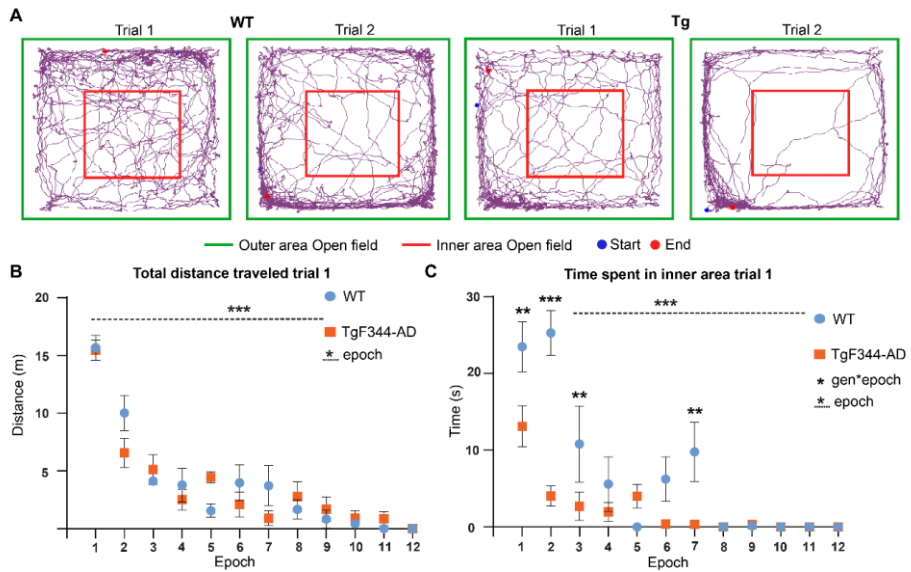 A
WT
Tg
Trial 1
Trial 2
Trial 1
Trial 2
Outer area Open field
Inner area Open field
Start
End
B
Total distance traveled trial 1
***
WT
TgF344-AD
* epoch
Distance (m)
20
15
10
5
0
1 2 3 4 5 6 7 8 9 10 11 12
Epoch
C
Time spent in inner area trial 1
** *** ** ** ***
WT
TgF344-AD
* gen*epoch
* epoch
Time (s)
30
20
10
0
1 2 3 4 5 6 7 8 9 10 11 12
Epoch